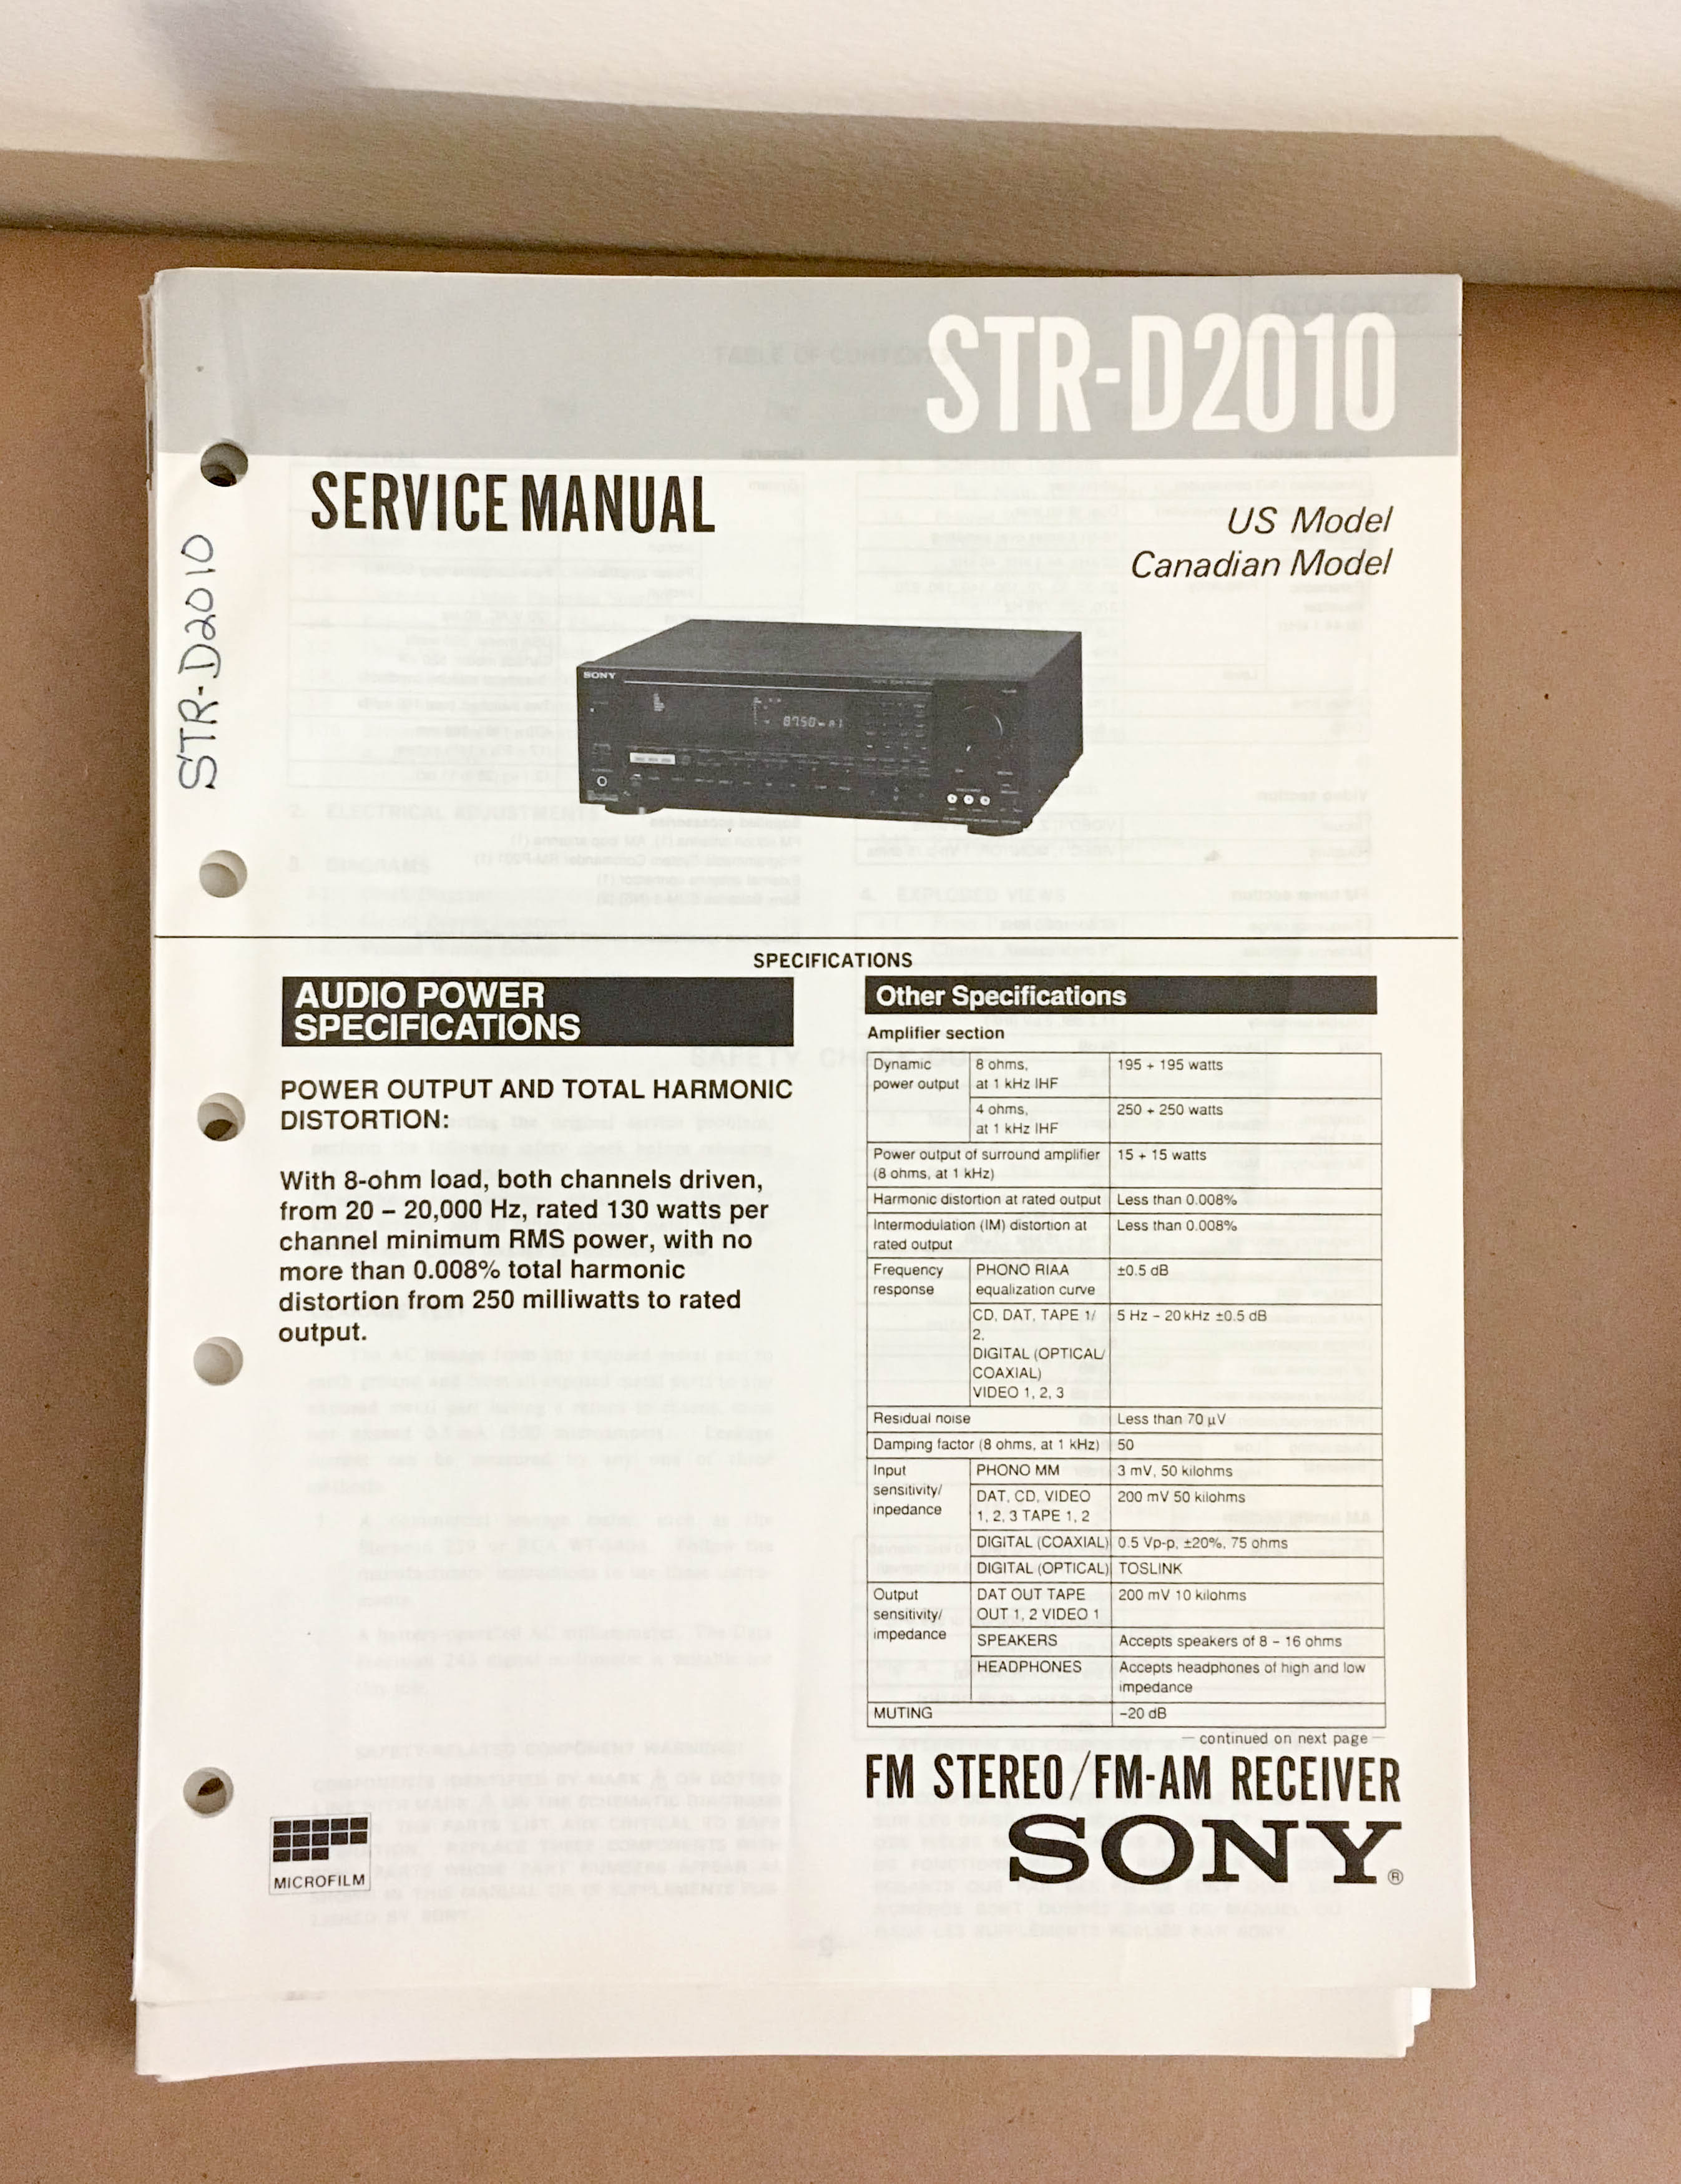 STR-D2010
SERVICE MANUAL
US Model
Canadian Model
STR-D2010
SONY
SPECIFICATIONS
AUDIO POWER
SPECIFICATIONS
POWER OUTPUT AND TOTAL HARMONIC
DISTORTION:
With 8-ohm load, both channels driven,
from 20 – 20,000 Hz, rated 130 watts per
channel minimum RMS power, with no
more than 0.008% total harmonic
distortion from 250 milliwatts to rated
output.
Other Specifications
Amplifier section
Dynamic power output 8 ohms, at 1 kHz IHF 195 + 195 watts
4 ohms, at 1 kHz IHF 250 + 250 watts
Power output of surround amplifier (8 ohms, at 1 kHz) 15 + 15 watts
Harmonic distortion at rated output Less than 0.008%
Intermodulation (IM) distortion at rated output Less than 0.008%
Frequency response PHONO RIAA equalization curve ±0.5 dB
CD, DAT, TAPE 1/ 5 Hz – 20 kHz ±0.5 dB
2,
DIGITAL (OPTICAL/
COAXIAL)
VIDEO 1, 2, 3
Residual noise Less than 70 µV
Damping factor (8 ohms, at 1 kHz) 50
Input sensitivity/ inpedance PHONO MM 3 mV, 50 kilohms
DAT, CD, VIDEO 1, 2, 3 TAPE 1, 2 200 mV 50 kilohms
DIGITAL (COAXIAL) 0.5 Vp-p, ±20%, 75 ohms
DIGITAL (OPTICAL) TOSLINK
Output sensitivity/ impedance DAT OUT TAPE OUT 1, 2 VIDEO 1 200 mV 10 kilohms
SPEAKERS Accepts speakers of 8 – 16 ohms
HEADPHONES Accepts headphones of high and low impedance
MUTING –20 dB
— continued on next page —
FM STEREO/FM-AM RECEIVER
SONY®
MICROFILM